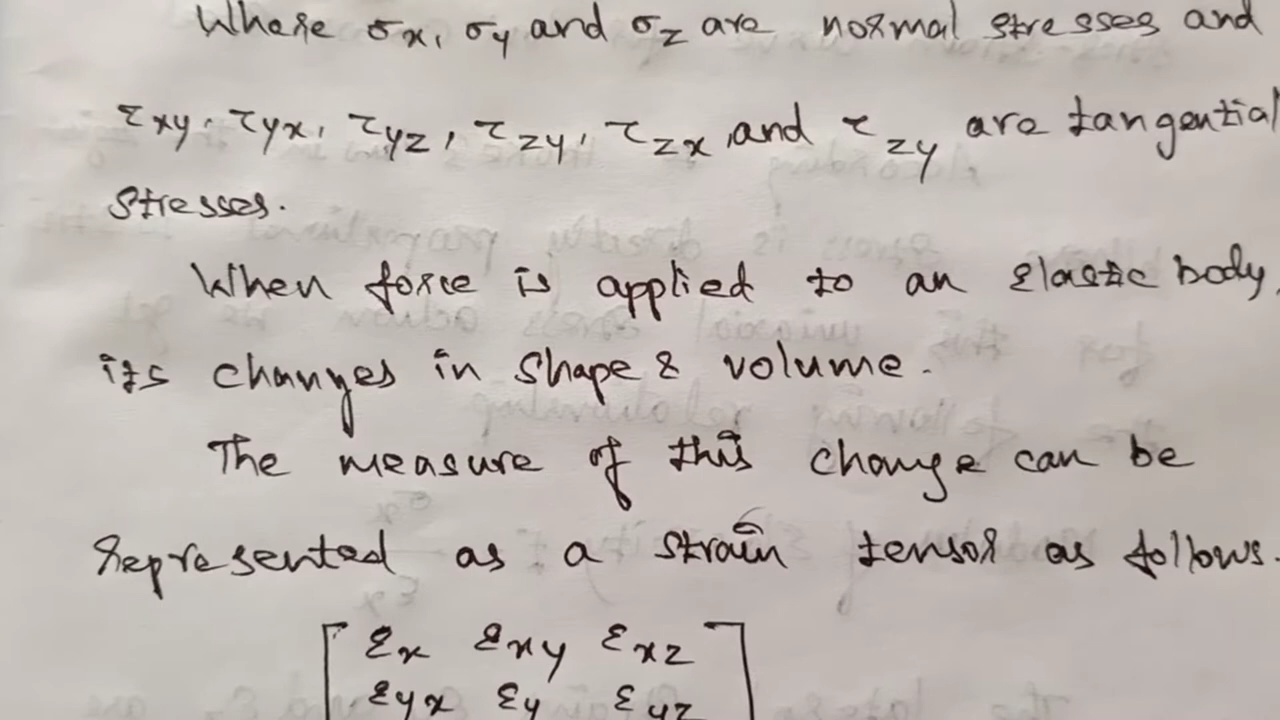 Where σx, σy and σz are normal stresses and
τxy, τyx, τyz, τzy, τzx and τzy are tangential
stresses.
When force is applied to an Elastic body,
its changes in shape & volume.
The measure of this change can be
represented as a strain tensor as follows.
εx εxy εxz
εyx εy εyz